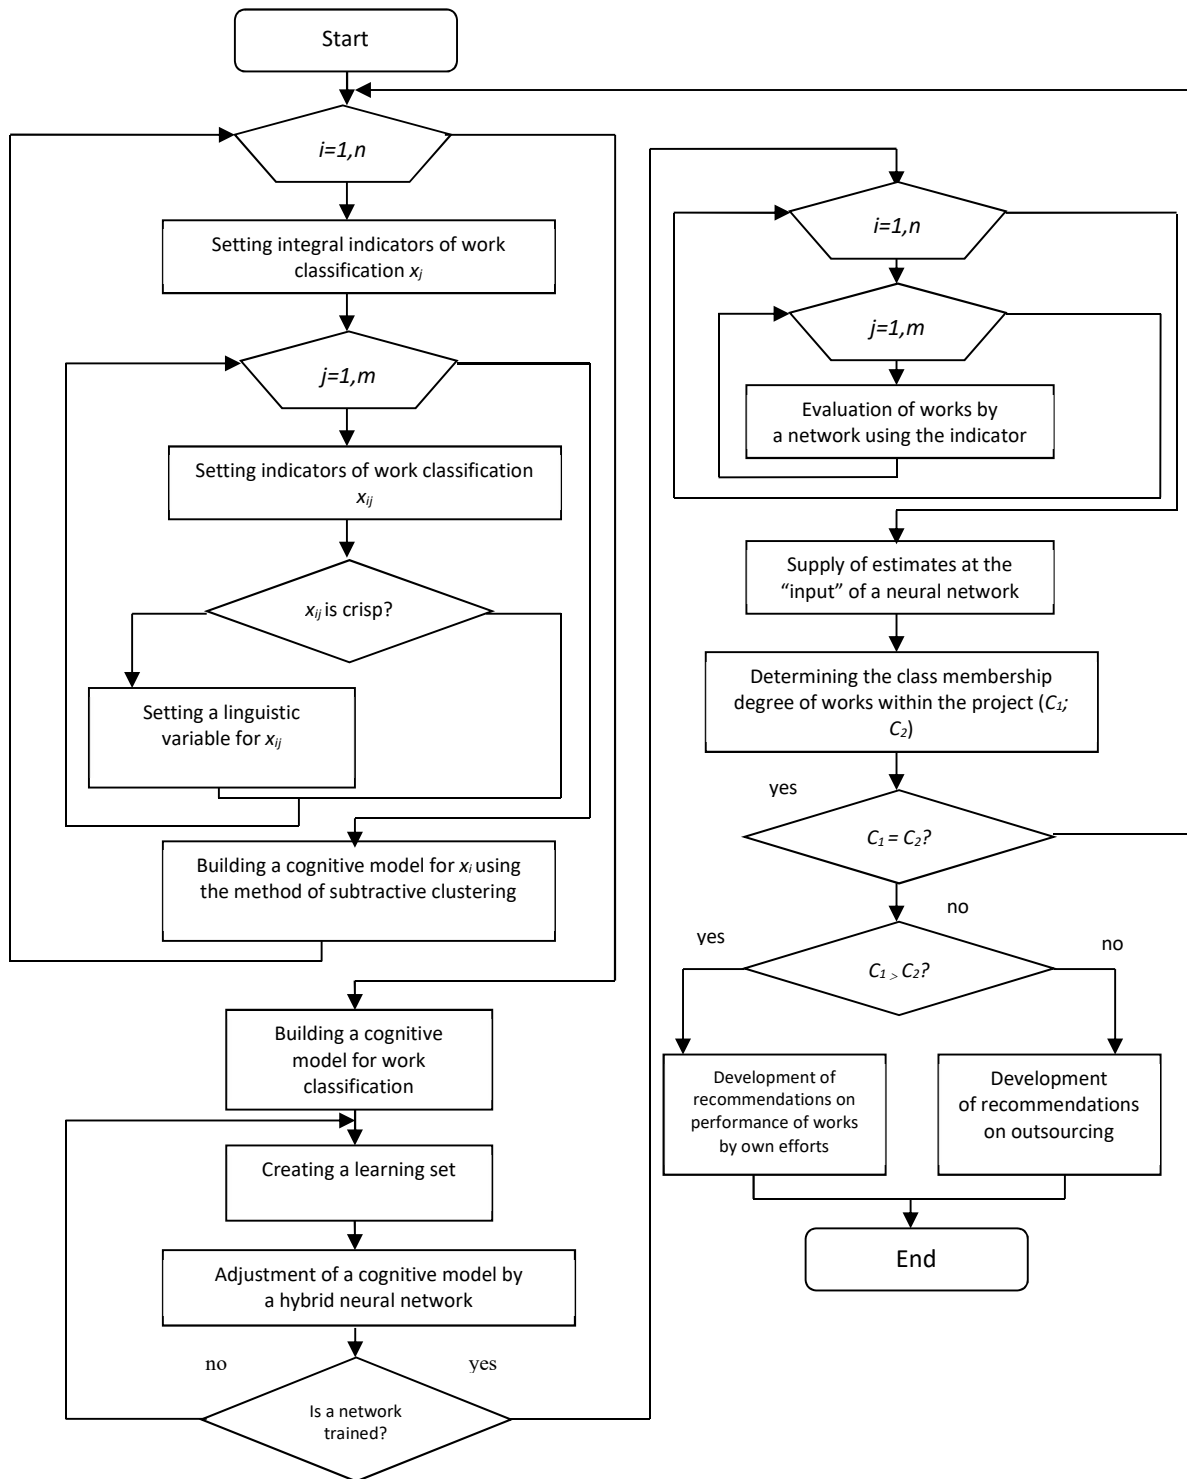 Start
i=1,n
Setting integral indicators of work
classification xj
j=1,m
Setting indicators of work classification
xij
xij is crisp?
Setting a linguistic
variable for xij
Building a cognitive model for xi using
the method of subtractive clustering
Building a cognitive
model for work
classification
Creating a learning set
Adjustment of a cognitive model by
a hybrid neural network
no
yes
Is a network
trained?
i=1,n
j=1,m
Evaluation of works by
a network using the indicator
Supply of estimates at the
“input” of a neural network
Determining the class membership
degree of works within the project (C1;
C2)
yes
C1 = C2?
no
yes
no
C1 > C2?
Development of
recommendations on
performance of works
by own efforts
Development
of recommendations
on outsourcing
End